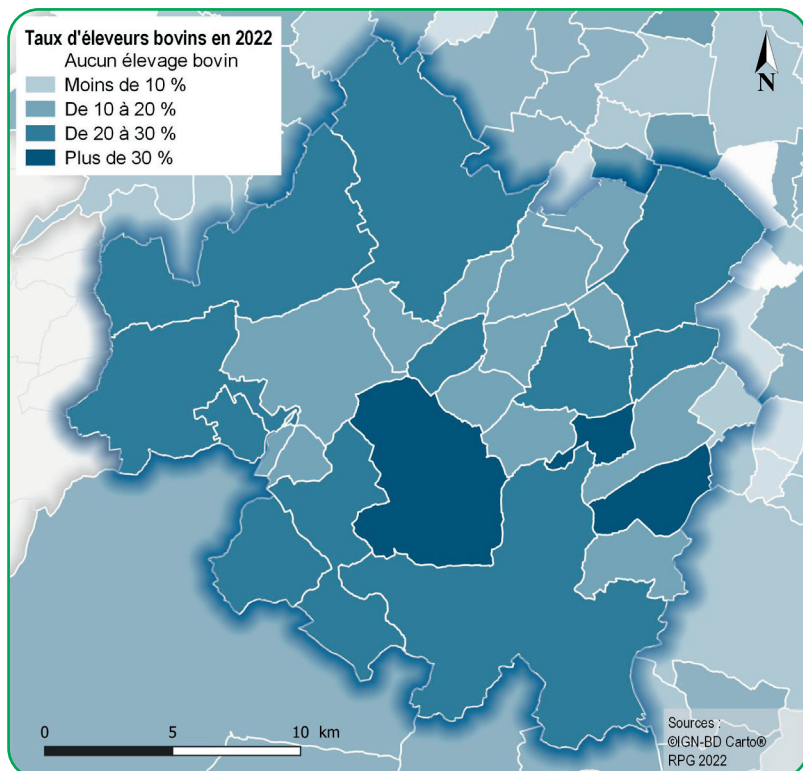 Taux d'éleveurs bovins en 2022
Aucun élevage bovin
Moins de 10 %
De 10 à 20 %
De 20 à 30 %
Plus de 30 %
N
0 5 10 km
Sources :
©IGN-BD Carto®
RPG 2022